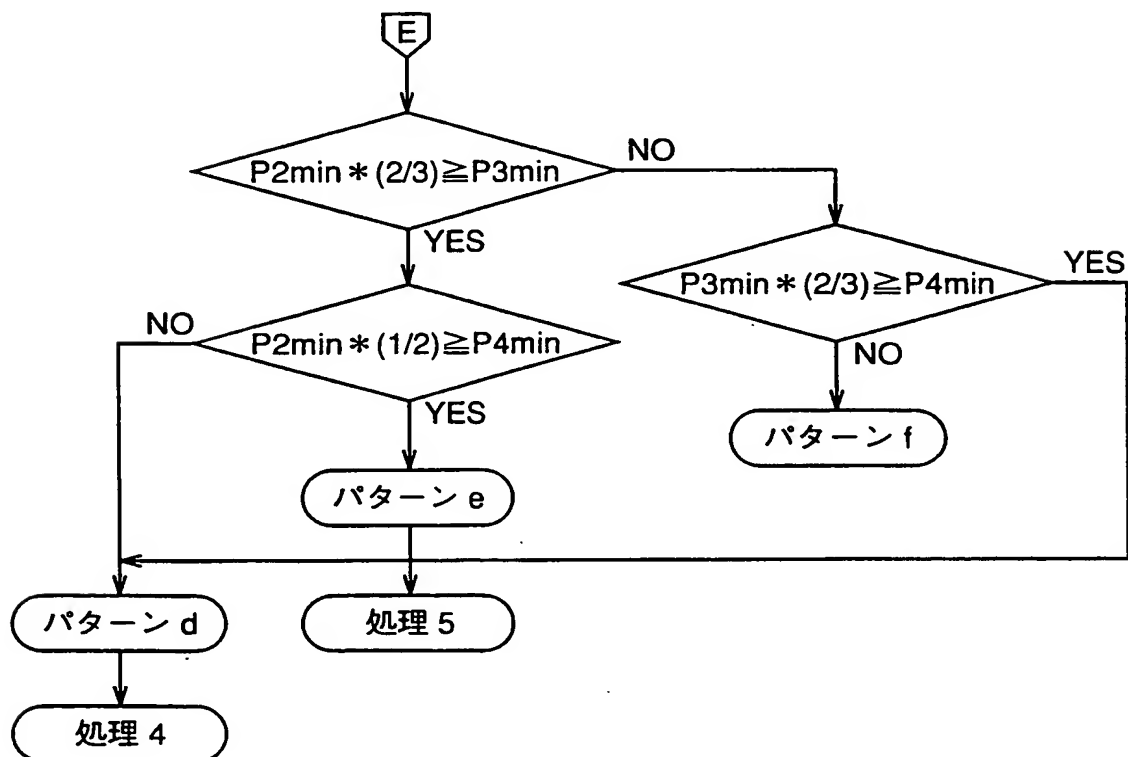 E
P2min＊(2/3)≧P3min
NO
YES
P3min＊(2/3)≧P4min
YES
NO
NO
P2min＊(1/2)≧P4min
YES
パターン f
パターン e
パターン d
処理 5
処理 4